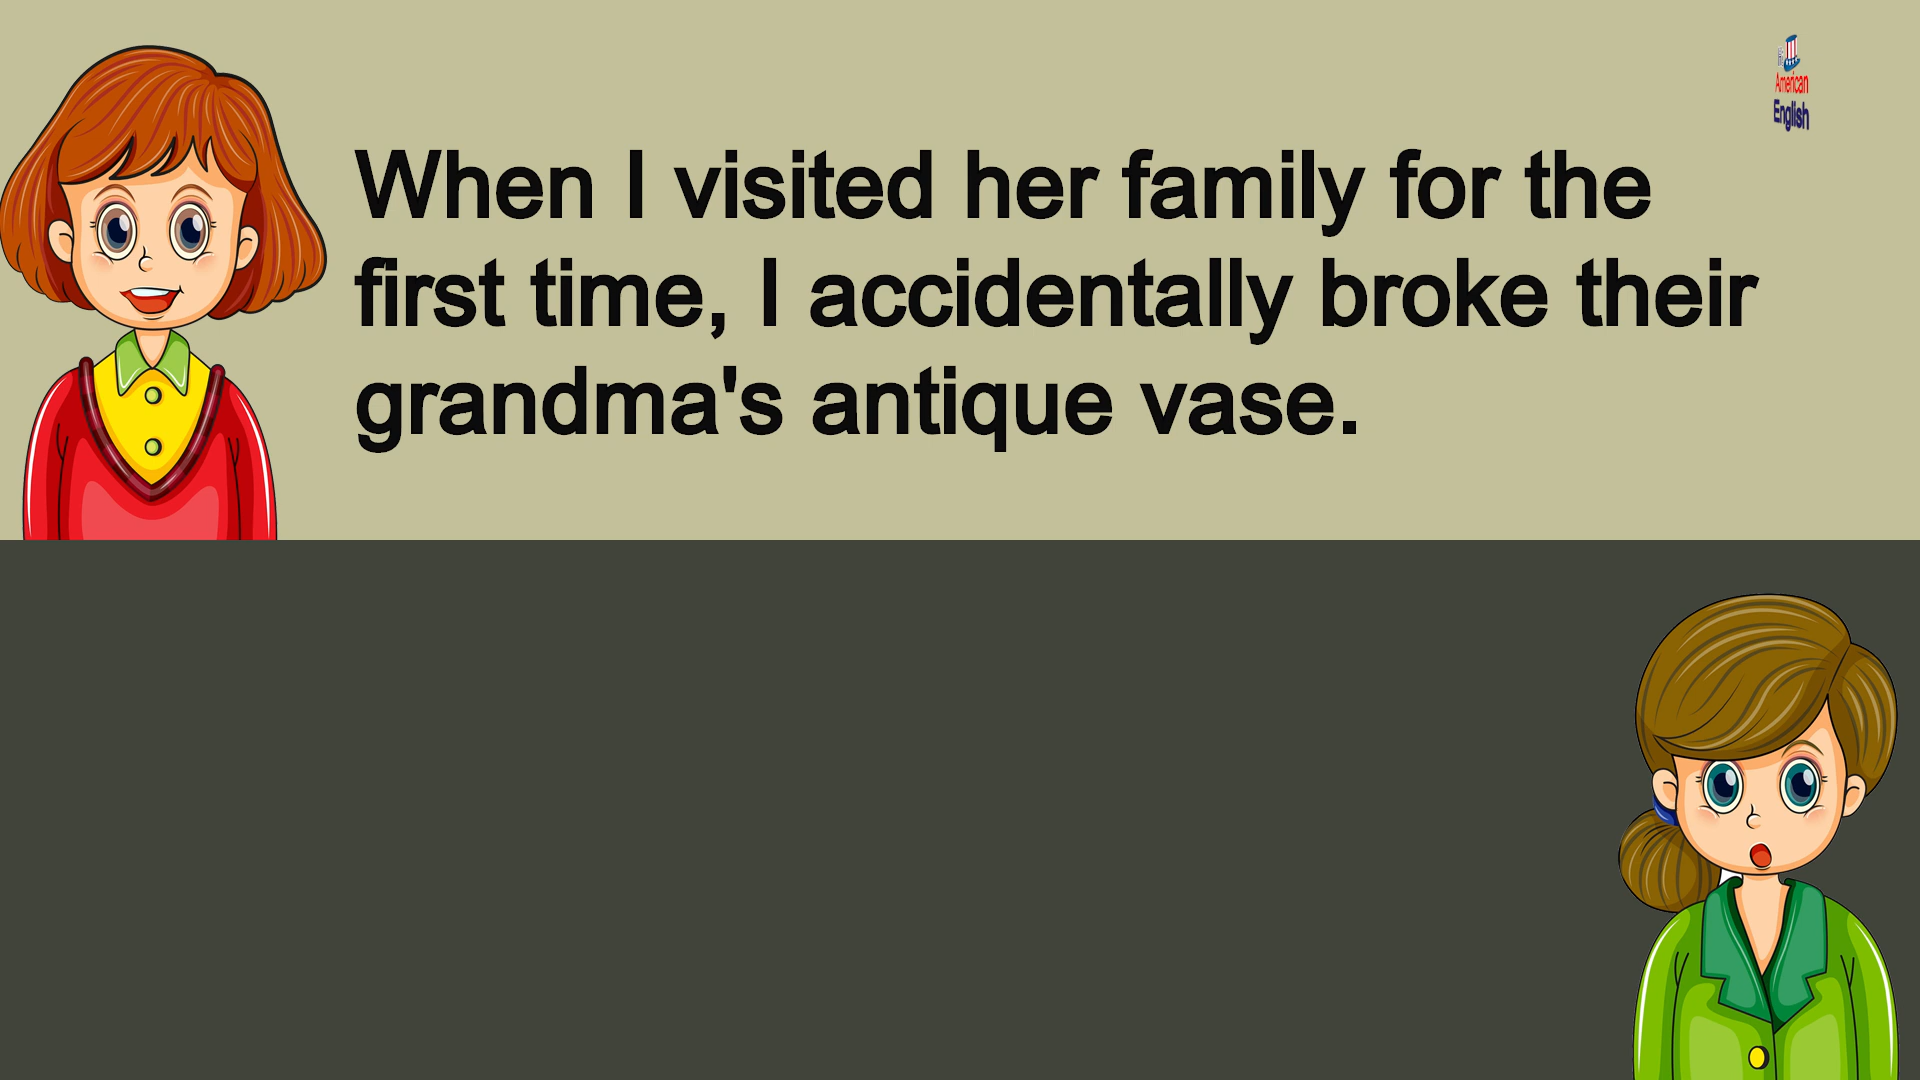 When I visited her family for the
first time, I accidentally broke their
grandma's antique vase.
American
English